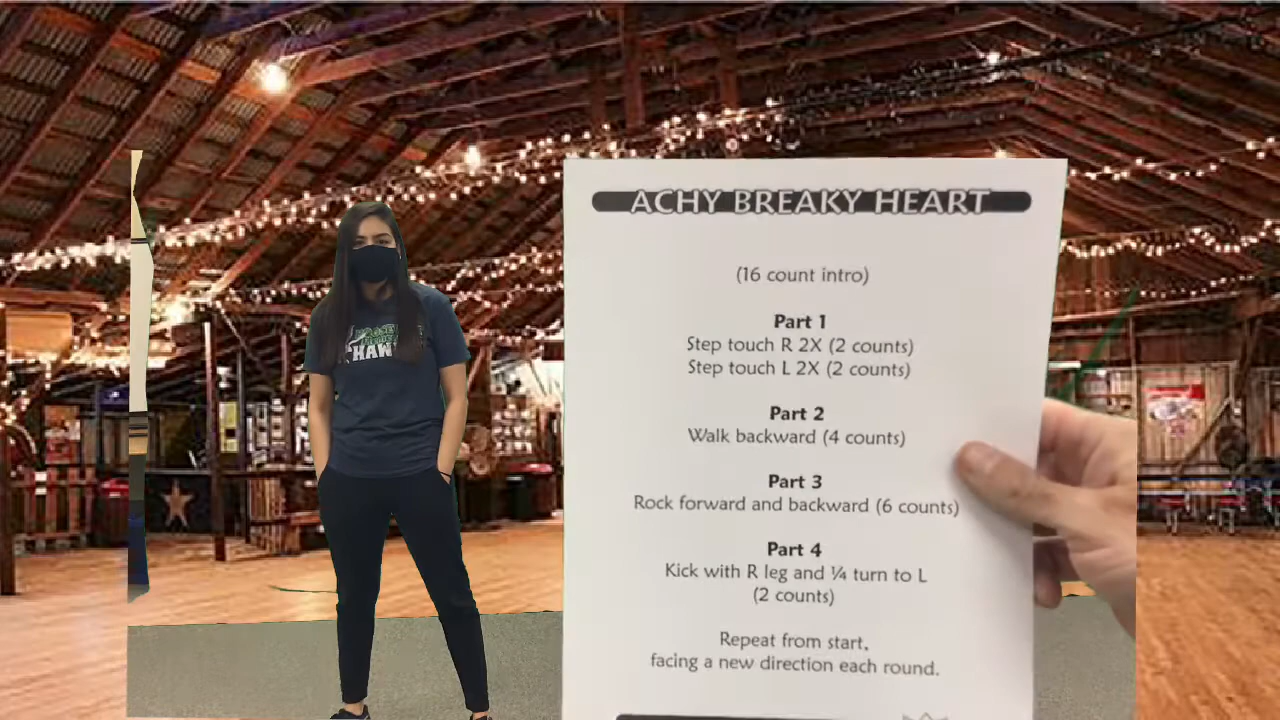 ACHY BREAKY HEART
(16 count intro)
Part 1
Step touch R 2X (2 counts)
Step touch L 2X (2 counts)
Part 2
Walk backward (4 counts)
Part 3
Rock forward and backward (6 counts)
Part 4
Kick with R leg and ¼ turn to L
(2 counts)
Repeat from start,
facing a new direction each round.